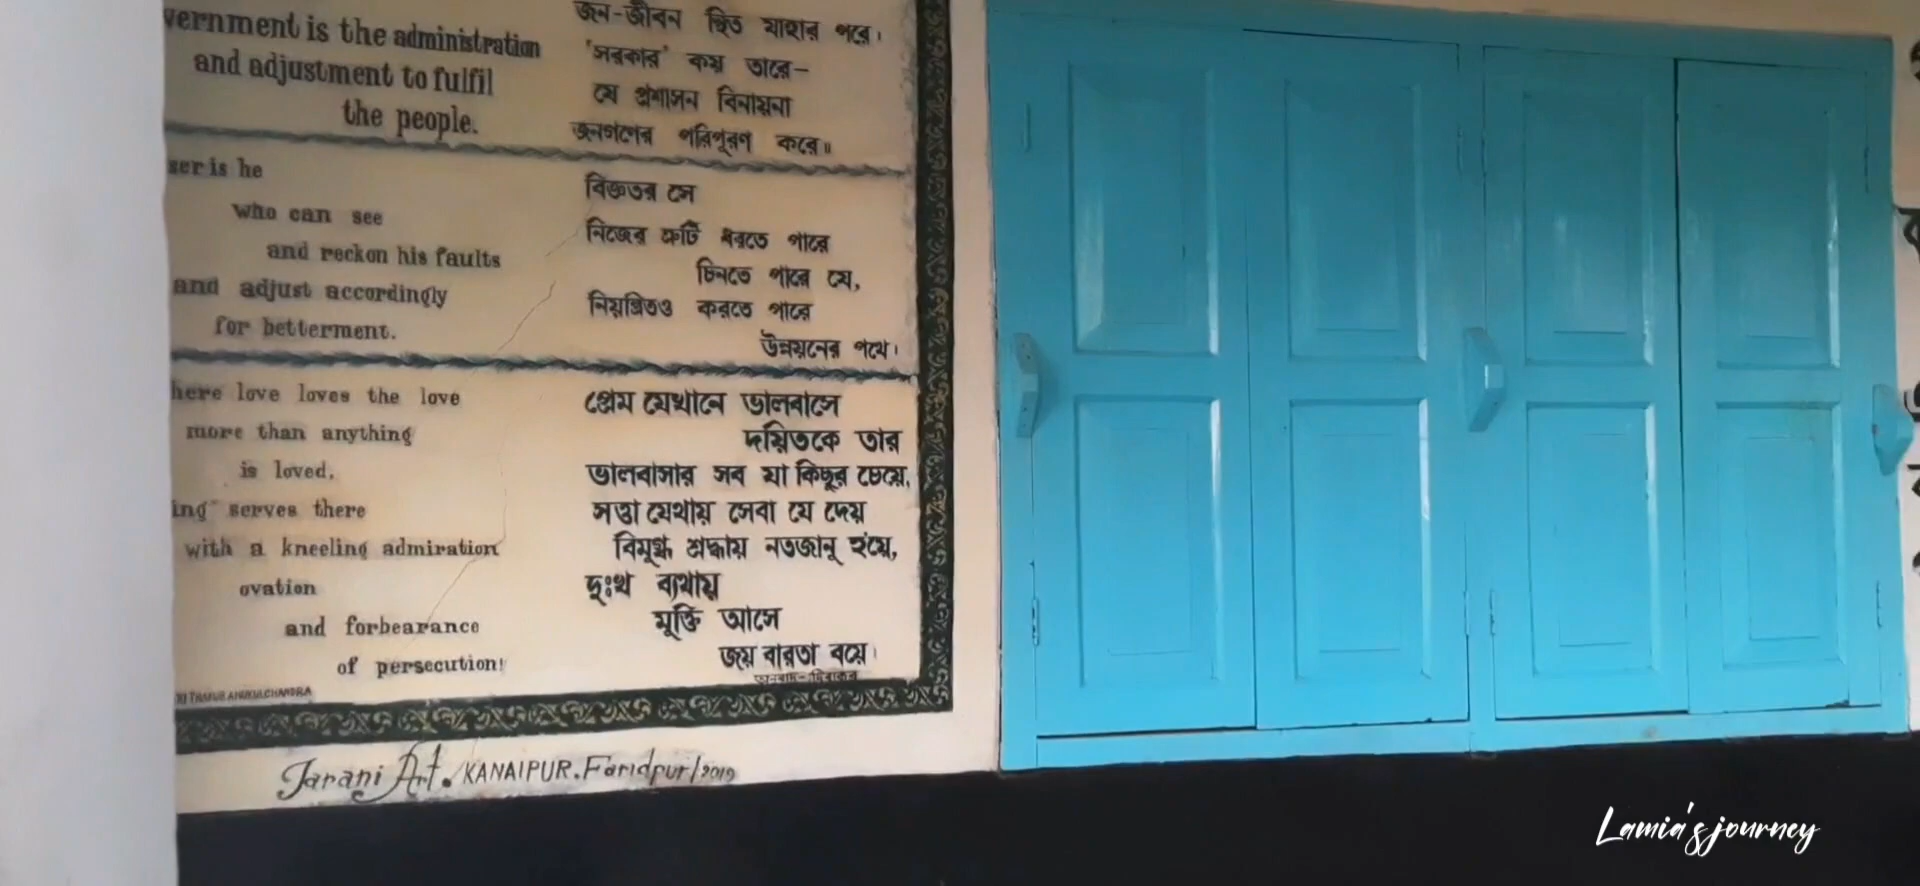 vernment is the administration
and adjustment to fulfil
the people.
জন-জীবন স্থিত যাহার পরে।
'সরকার' কয় তারে–
যে প্রশাসন বিনায়না
জনগণের পরিপূরণ করে॥
ser is he
who can see
and reckon his faults
and adjust accordingly
for betterment.
বিজ্ঞতর সে
নিজের ত্রুটি ধরতে পারে
চিনতে পারে যে,
নিয়ন্ত্রিতও করতে পারে
উন্নয়নের পথে।
here love loves the love
more than anything
is loved,
ing serves there
with a kneeling admiration
ovation
and forbearance
of persecution!
প্রেম যেখানে ভালবাসে
দয়িতকে তার
ভালবাসার সব যা কিছুর চেয়ে,
সত্তা যেথায় সেবা যে দেয়
বিমুগ্ধ শ্রদ্ধায় নতজানু হ'য়ে,
দুঃখ ব্যথায়
মুক্তি আসে
জয় বারতা বয়ে।
THAKUR ANUKULCHANDRA
Tarani Art. KANAIPUR. Faridpur/2019
Lamia's journey